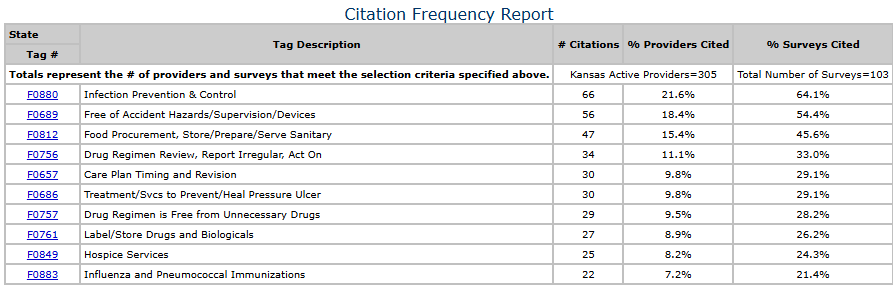 Citation Frequency Report
State
Tag # Tag Description # Citations % Providers Cited % Surveys Cited
Totals represent the # of providers and surveys that meet the selection criteria specified above. Kansas Active Providers=305 Total Number of Surveys=103
F0880 Infection Prevention & Control 66 21.6% 64.1%
F0689 Free of Accident Hazards/Supervision/Devices 56 18.4% 54.4%
F0812 Food Procurement, Store/Prepare/Serve Sanitary 47 15.4% 45.6%
F0756 Drug Regimen Review, Report Irregular, Act On 34 11.1% 33.0%
F0657 Care Plan Timing and Revision 30 9.8% 29.1%
F0686 Treatment/Svcs to Prevent/Heal Pressure Ulcer 30 9.8% 29.1%
F0757 Drug Regimen is Free from Unnecessary Drugs 29 9.5% 28.2%
F0761 Label/Store Drugs and Biologicals 27 8.9% 26.2%
F0849 Hospice Services 25 8.2% 24.3%
F0883 Influenza and Pneumococcal Immunizations 22 7.2% 21.4%